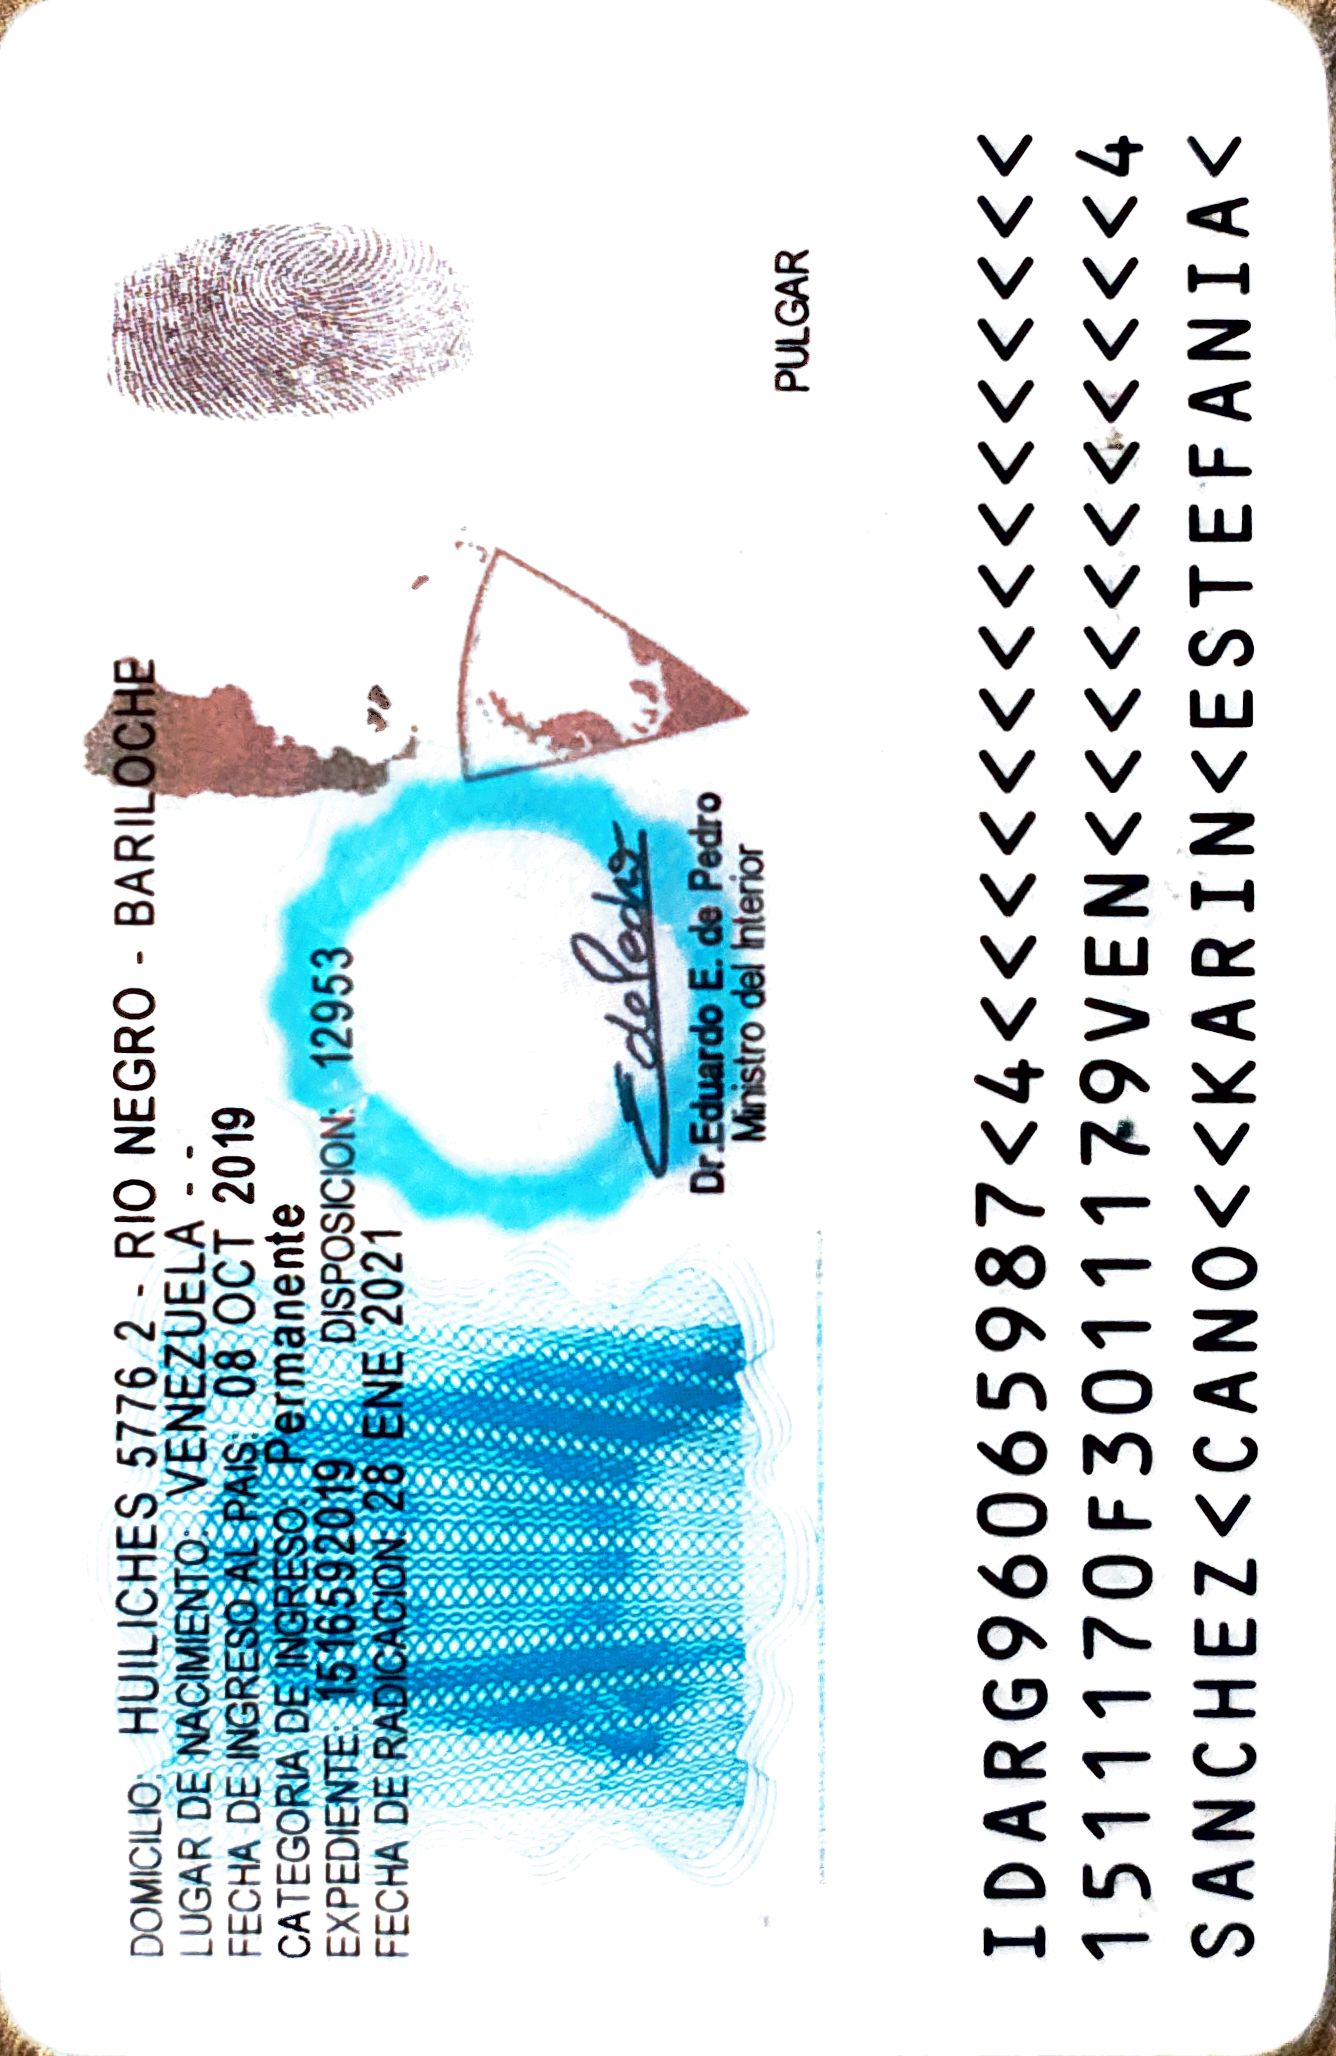 DOMICILIO: HUILICHES 5776 2 - RIO NEGRO - BARILOCHE
LUGAR DE NACIMIENTO: VENEZUELA - -
FECHA DE INGRESO AL PAIS: 08 OCT 2019
CATEGORIA DE INGRESO: Permanente
EXPEDIENTE: 1516592019 DISPOSICION: 12953
FECHA DE RADICACION: 28 ENE 2021
E de Pedro
Dr.Eduardo E. de Pedro
Ministro del Interior
PULGAR
IDARG96065987<4<<<<<<<<<<<<<<<
1511170F3011179VEN<<<<<<<<<<<4
SANCHEZ<CANO<<KARIN<ESTEFANIA<